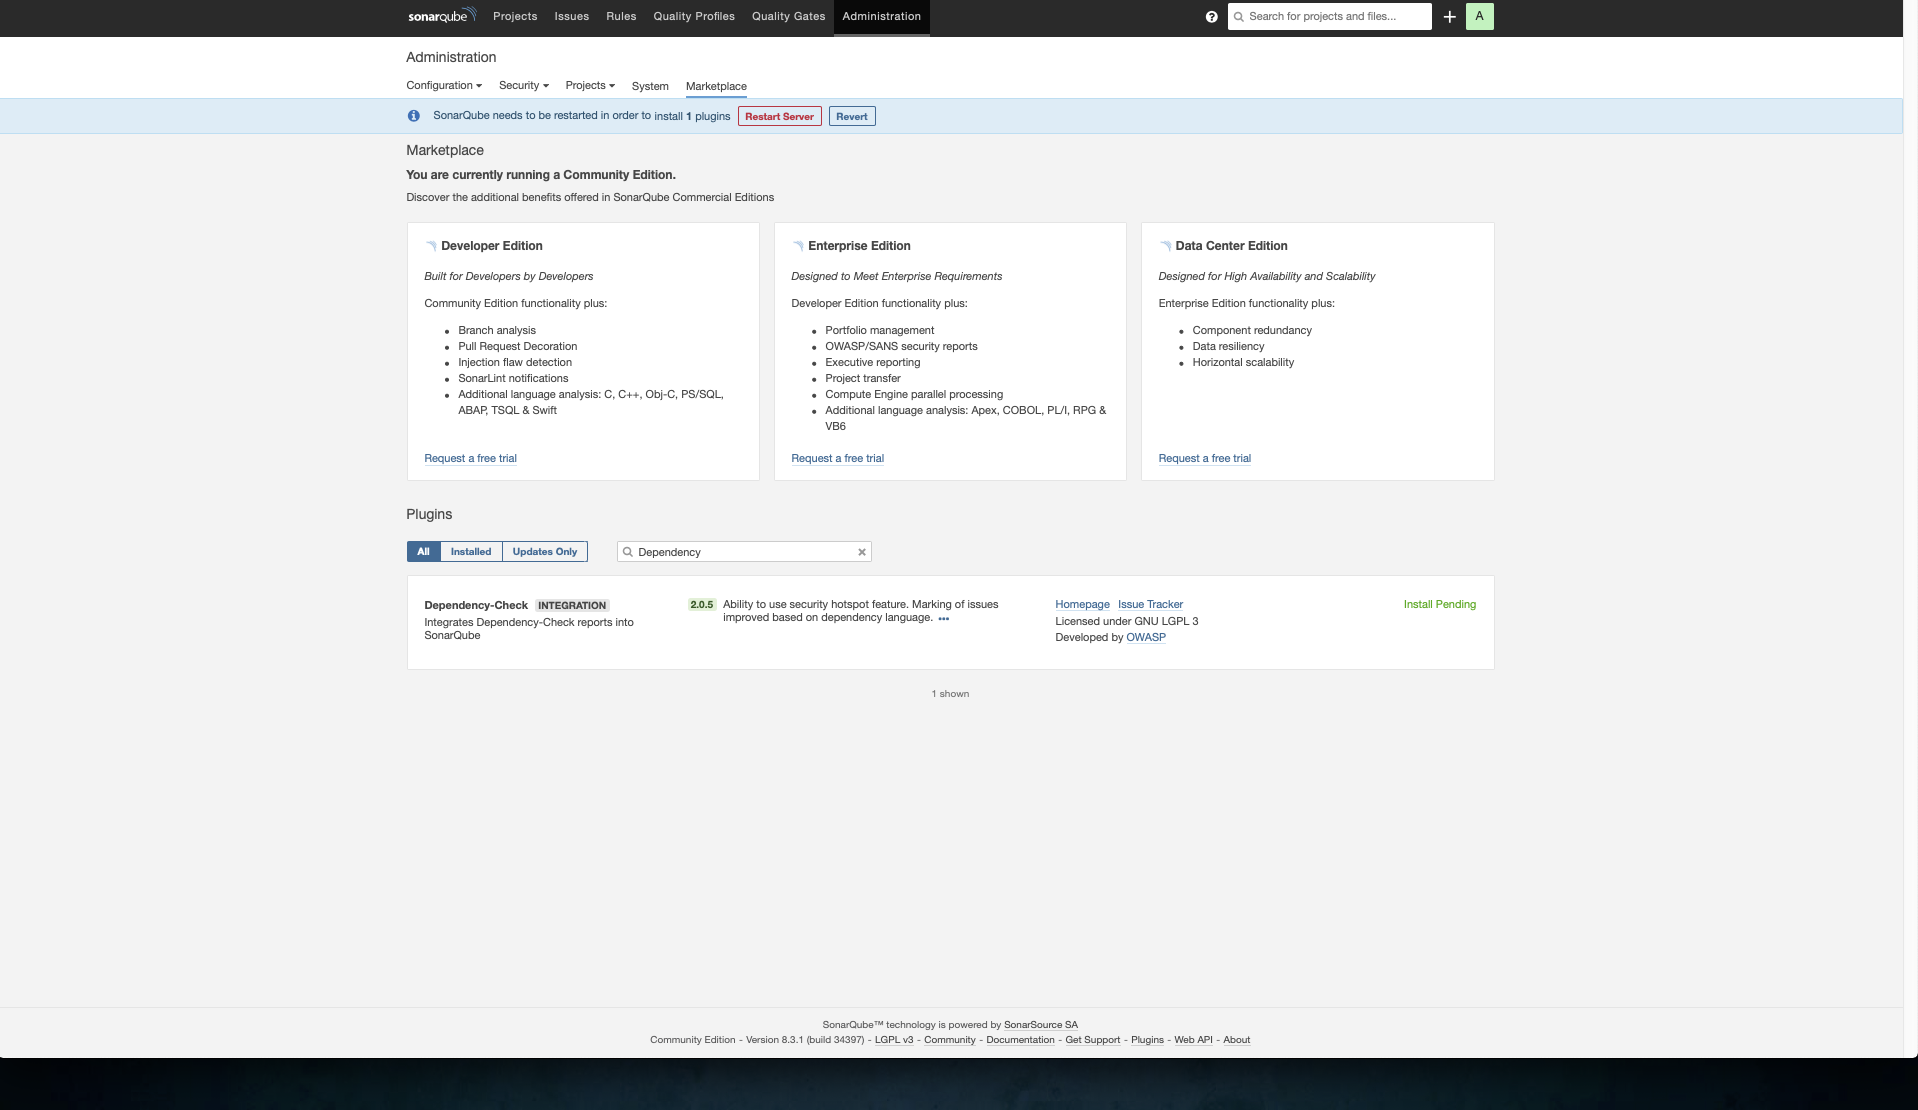 sonarqube Projects Issues Rules Quality Profiles Quality Gates Administration Search for projects and files... A
Administration
Configuration Security Projects System Marketplace
SonarQube needs to be restarted in order to install 1 plugins Restart Server Revert
Marketplace
You are currently running a Community Edition.
Discover the additional benefits offered in SonarQube Commercial Editions
Developer Edition
Built for Developers by Developers
Community Edition functionality plus:
Branch analysis
Pull Request Decoration
Injection flaw detection
SonarLint notifications
Additional language analysis: C, C++, Obj-C, PS/SQL,
ABAP, TSQL & Swift
Request a free trial
Enterprise Edition
Designed to Meet Enterprise Requirements
Developer Edition functionality plus:
Portfolio management
OWASP/SANS security reports
Executive reporting
Project transfer
Compute Engine parallel processing
Additional language analysis: Apex, COBOL, PL/I, RPG &
VB6
Request a free trial
Data Center Edition
Designed for High Availability and Scalability
Enterprise Edition functionality plus:
Component redundancy
Data resiliency
Horizontal scalability
Request a free trial
Plugins
All Installed Updates Only Dependency
Dependency-Check INTEGRATION
Integrates Dependency-Check reports into
SonarQube
2.0.5 Ability to use security hotspot feature. Marking of issues
improved based on dependency language. •••
Homepage Issue Tracker
Licensed under GNU LGPL 3
Developed by OWASP
Install Pending
1 shown
SonarQube™ technology is powered by SonarSource SA
Community Edition - Version 8.3.1 (build 34397) - LGPL v3 - Community - Documentation - Get Support - Plugins - Web API - About